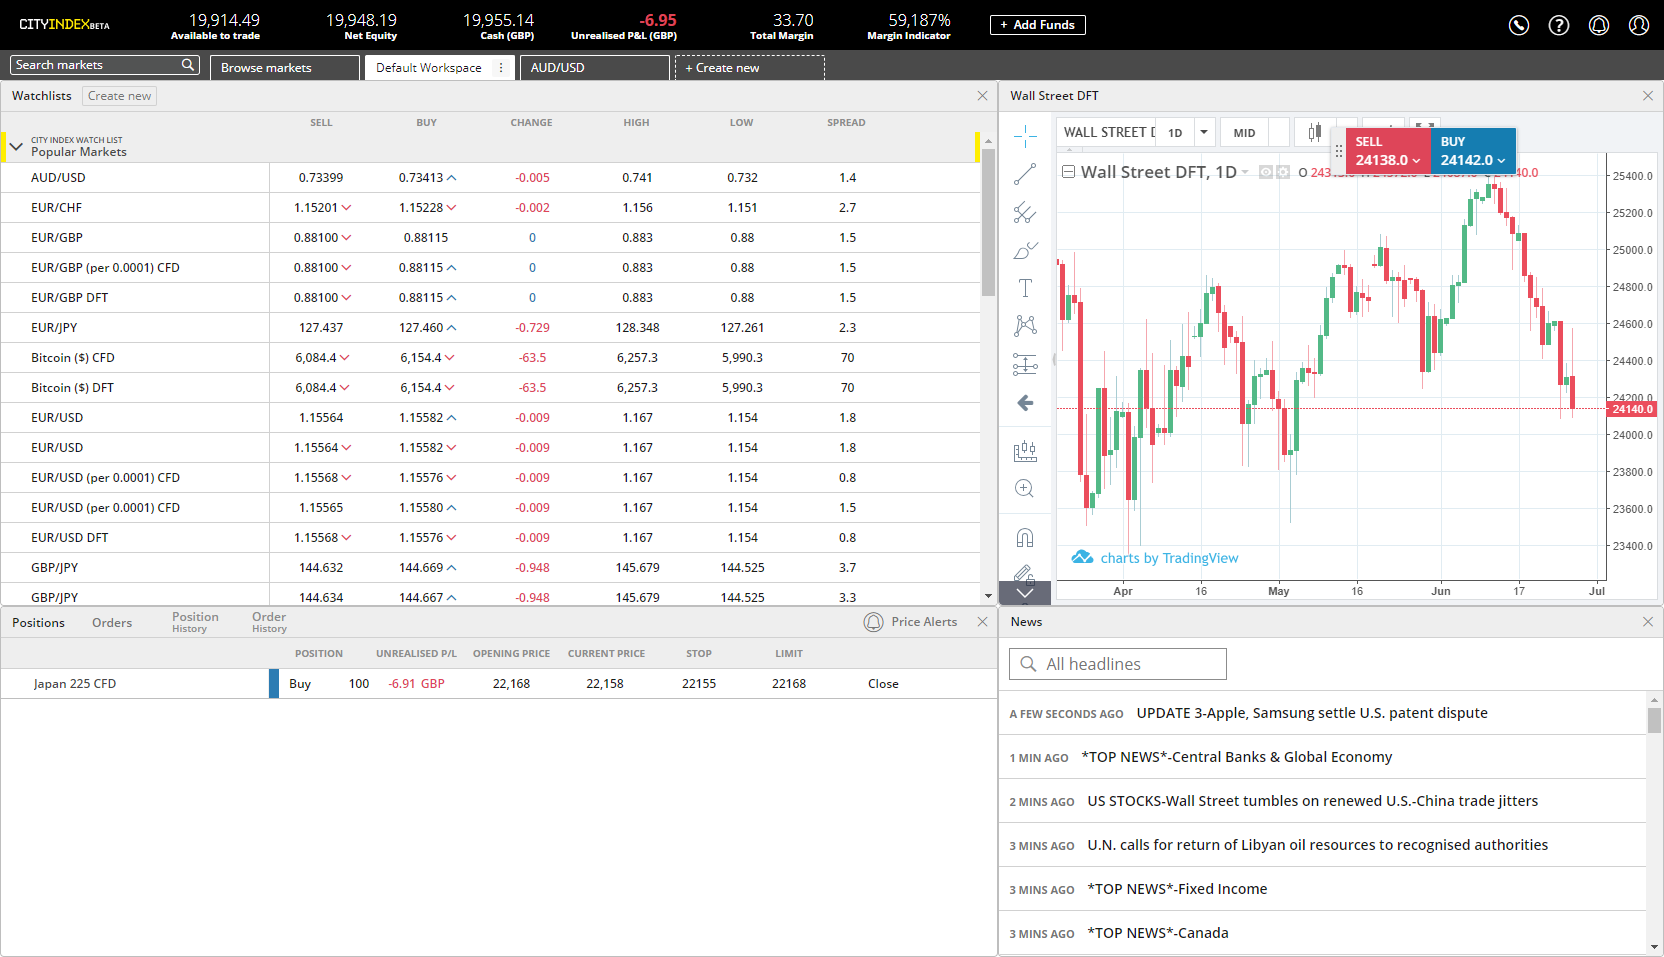 CITYINDEXBETA
19,914.49
Available to trade
19,948.19
Net Equity
19,955.14
Cash (GBP)
-6.95
Unrealised P&L (GBP)
33.70
Total Margin
59,187%
Margin Indicator
+ Add Funds
Search markets
Browse markets
Default Workspace
AUD/USD
+ Create new
Watchlists Create new
SELL BUY CHANGE HIGH LOW SPREAD
CITY INDEX WATCH LIST
Popular Markets
AUD/USD 0.73399 0.73413 -0.005 0.741 0.732 1.4
EUR/CHF 1.15201 1.15228 -0.002 1.156 1.151 2.7
EUR/GBP 0.88100 0.88115 0 0.883 0.88 1.5
EUR/GBP (per 0.0001) CFD 0.88100 0.88115 0 0.883 0.88 1.5
EUR/GBP DFT 0.88100 0.88115 0 0.883 0.88 1.5
EUR/JPY 127.437 127.460 -0.729 128.348 127.261 2.3
Bitcoin ($) CFD 6,084.4 6,154.4 -63.5 6,257.3 5,990.3 70
Bitcoin ($) DFT 6,084.4 6,154.4 -63.5 6,257.3 5,990.3 70
EUR/USD 1.15564 1.15582 -0.009 1.167 1.154 1.8
EUR/USD 1.15564 1.15582 -0.009 1.167 1.154 1.8
EUR/USD (per 0.0001) CFD 1.15568 1.15576 -0.009 1.167 1.154 0.8
EUR/USD (per 0.0001) CFD 1.15565 1.15580 -0.009 1.167 1.154 1.5
EUR/USD DFT 1.15568 1.15576 -0.009 1.167 1.154 0.8
GBP/JPY 144.632 144.669 -0.948 145.679 144.525 3.7
GBP/JPY 144.634 144.667 -0.948 145.679 144.525 3.3
Wall Street DFT
WALL STREET 1D MID
SELL
24138.0
BUY
24142.0
Wall Street DFT, 1D O
25400.0
25200.0
25000.0
24800.0
24600.0
24400.0
24200.0
24140.0
24000.0
23800.0
23600.0
23400.0
charts by TradingView
Apr 16 May 16 Jun 17 Jul
Positions Orders Position History Order History Price Alerts
POSITION UNREALISED P/L OPENING PRICE CURRENT PRICE STOP LIMIT
Japan 225 CFD Buy 100 -6.91 GBP 22,168 22,158 22155 22168 Close
News
All headlines
A FEW SECONDS AGO UPDATE 3-Apple, Samsung settle U.S. patent dispute
1 MIN AGO *TOP NEWS*-Central Banks & Global Economy
2 MINS AGO US STOCKS-Wall Street tumbles on renewed U.S.-China trade jitters
3 MINS AGO U.N. calls for return of Libyan oil resources to recognised authorities
3 MINS AGO *TOP NEWS*-Fixed Income
3 MINS AGO *TOP NEWS*-Canada